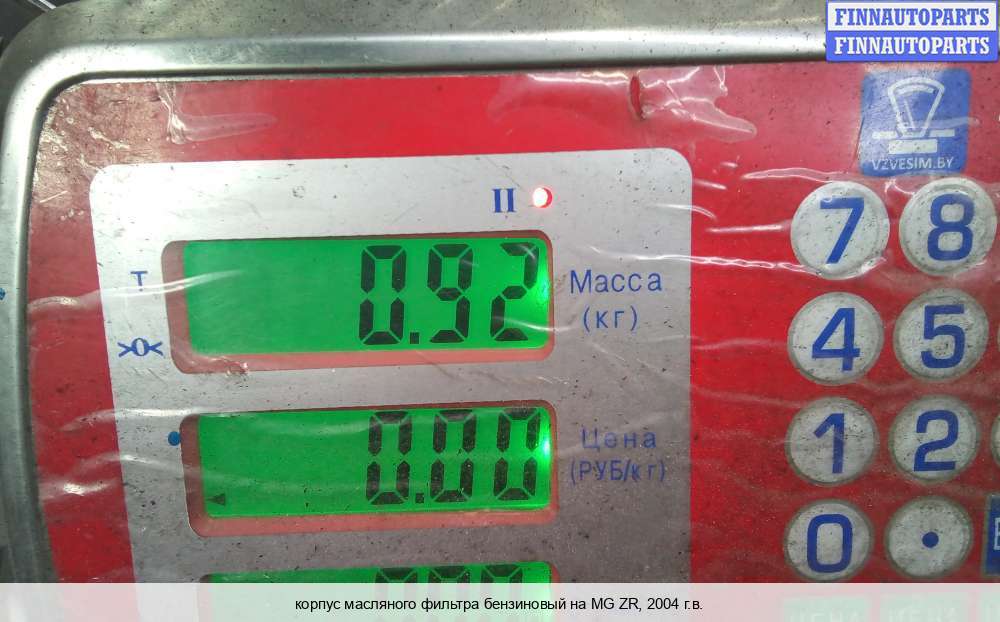 FINNAUTOPARTS
FINNAUTOPARTS
VZVESIM.BY
II
7 8
0.92
Масса
(кг)
T
>0<
4 5
0.00
Цена
(РУБ/кг)
1 2
0 .
корпус масляного фильтра бензиновый на MG ZR, 2004 г.в.